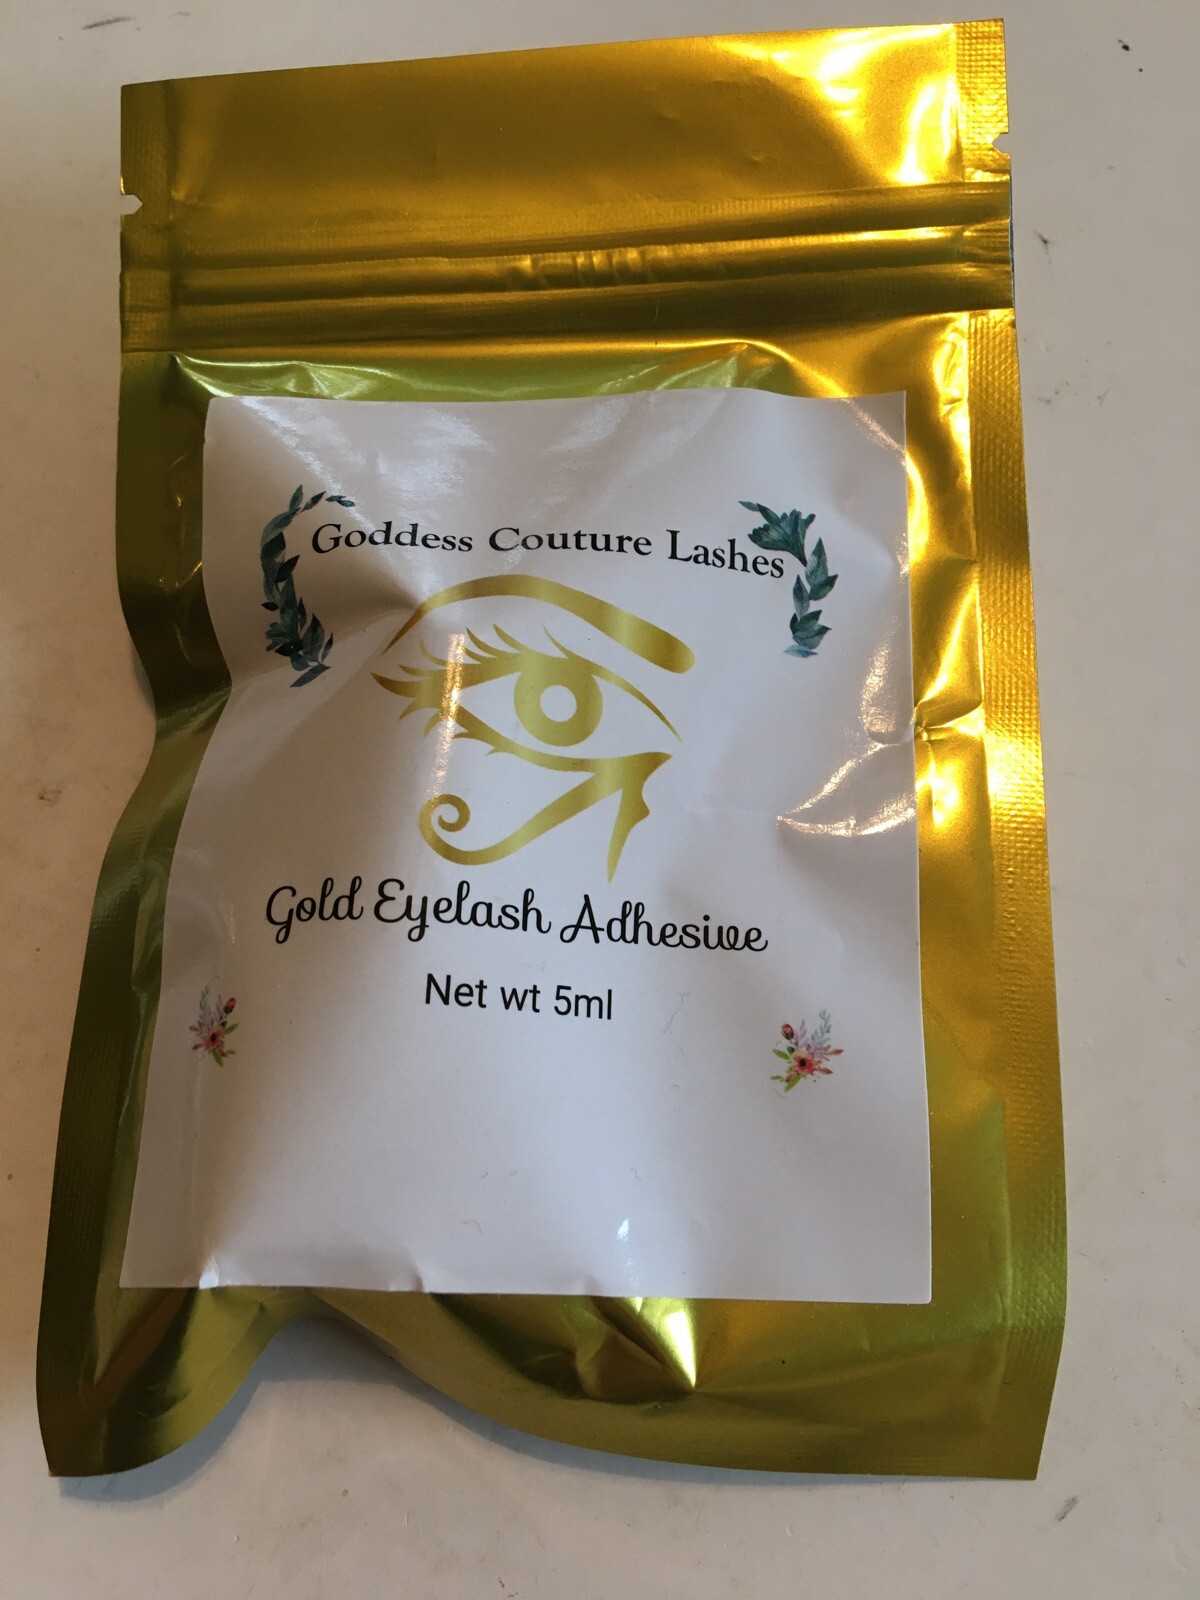 Goddess Couture Lashes
Gold Eyelash Adhesive
Net wt 5ml